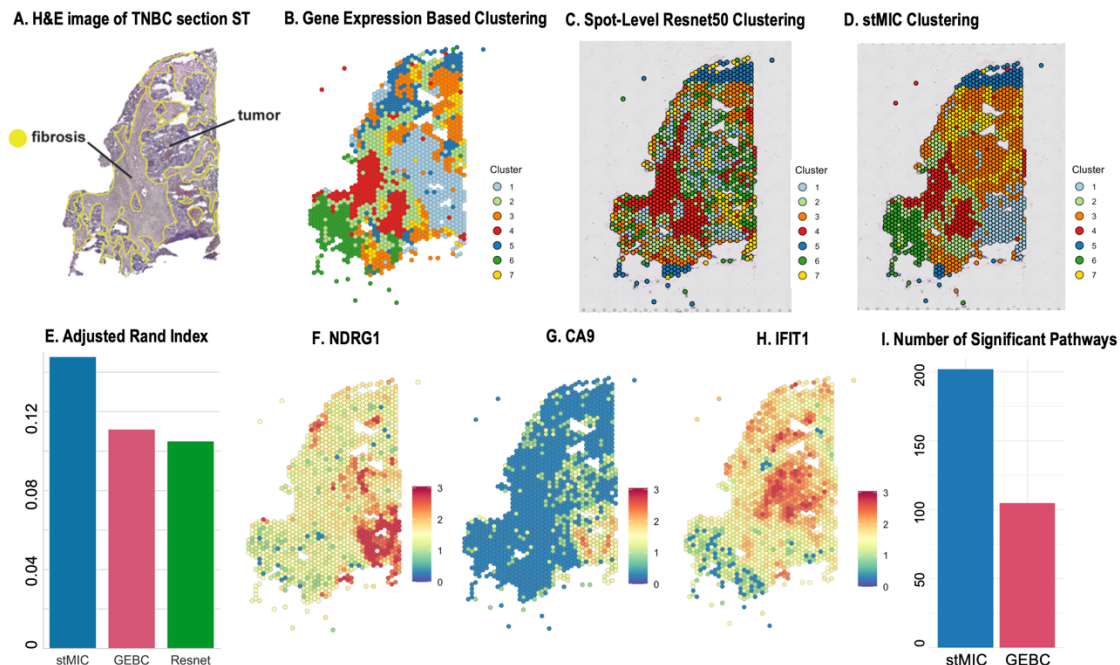 A. H&E image of TNBC section ST
B. Gene Expression Based Clustering
C. Spot-Level Resnet50 Clustering
D. stMIC Clustering
fibrosis
tumor
Cluster
1
2
3
4
5
6
7
Cluster
1
2
3
4
5
6
7
Cluster
1
2
3
4
5
6
7
E. Adjusted Rand Index
0.12
0.08
0.04
0
stMIC GEBC Resnet
F. NDRG1
3
2
1
0
G. CA9
3
2
1
0
H. IFIT1
3
2
1
0
I. Number of Significant Pathways
200
150
100
50
0
stMIC GEBC